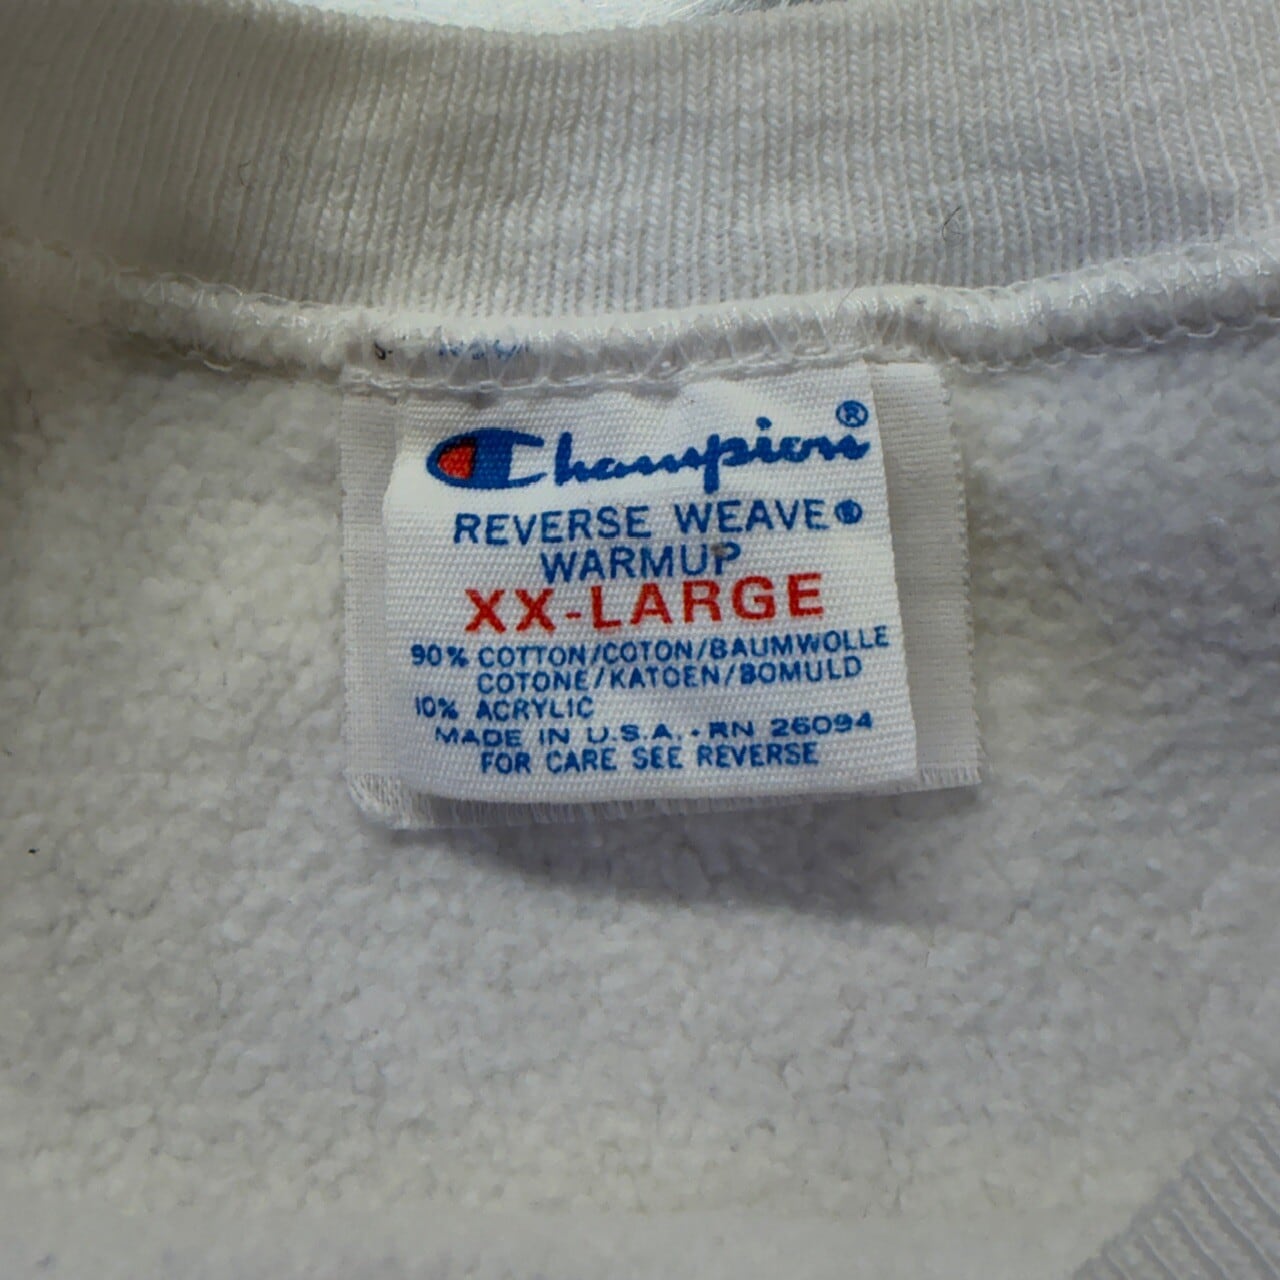 Champion®
REVERSE WEAVE®
WARMUP
XX-LARGE
90% COTTON/COTON/BAUMWOLLE
COTONE/KATOEN/BOMULD
10% ACRYLIC
MADE IN U.S.A. - RN 26094
FOR CARE SEE REVERSE